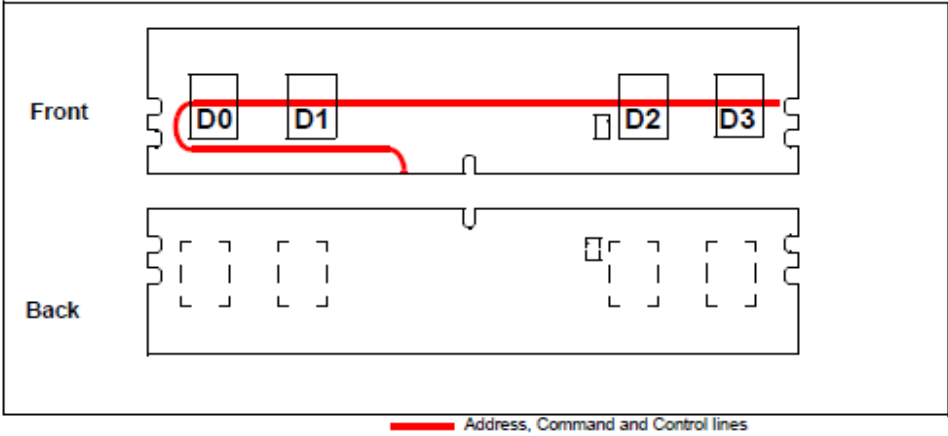 Front
D0 D1 D2 D3
Back
Address, Command and Control lines